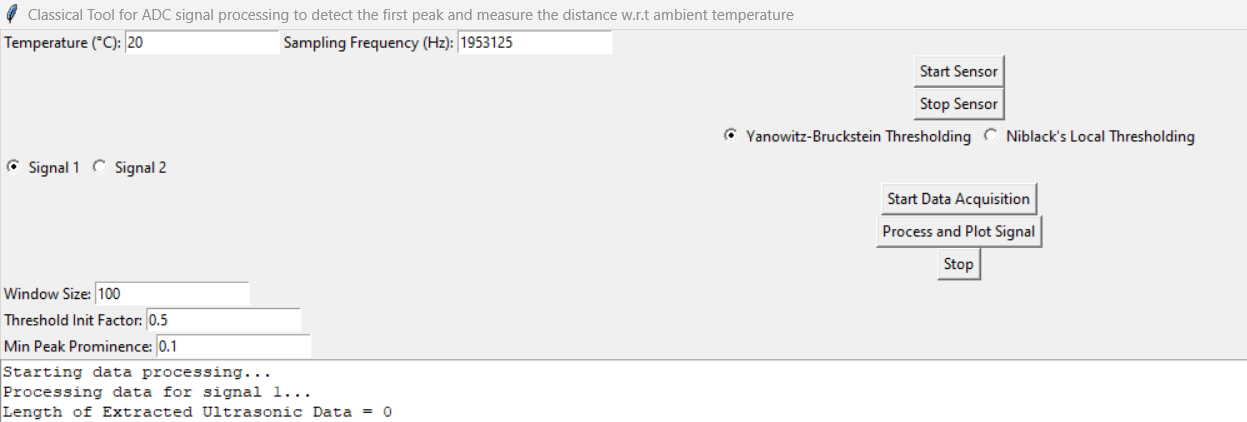 Classical Tool for ADC signal processing to detect the first peak and measure the distance w.r.t ambient temperature
Temperature (°C): 20 Sampling Frequency (Hz): 1953125
Start Sensor
Stop Sensor
Yanowitz-Bruckstein Thresholding Niblack's Local Thresholding
Signal 1 Signal 2
Start Data Acquisition
Process and Plot Signal
Stop
Window Size: 100
Threshold Init Factor: 0.5
Min Peak Prominence: 0.1
Starting data processing...
Processing data for signal 1...
Length of Extracted Ultrasonic Data = 0